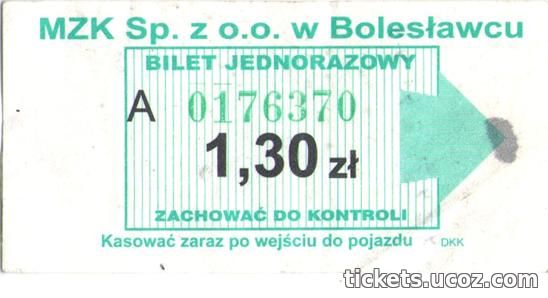 MZK Sp. z o.o. w Bolesławcu
BILET JEDNORAZOWY
A 0176370
1,30 zł
ZACHOWAĆ DO KONTROLI
Kasować zaraz po wejściu do pojazdu DKK
tickets.ucoz.com